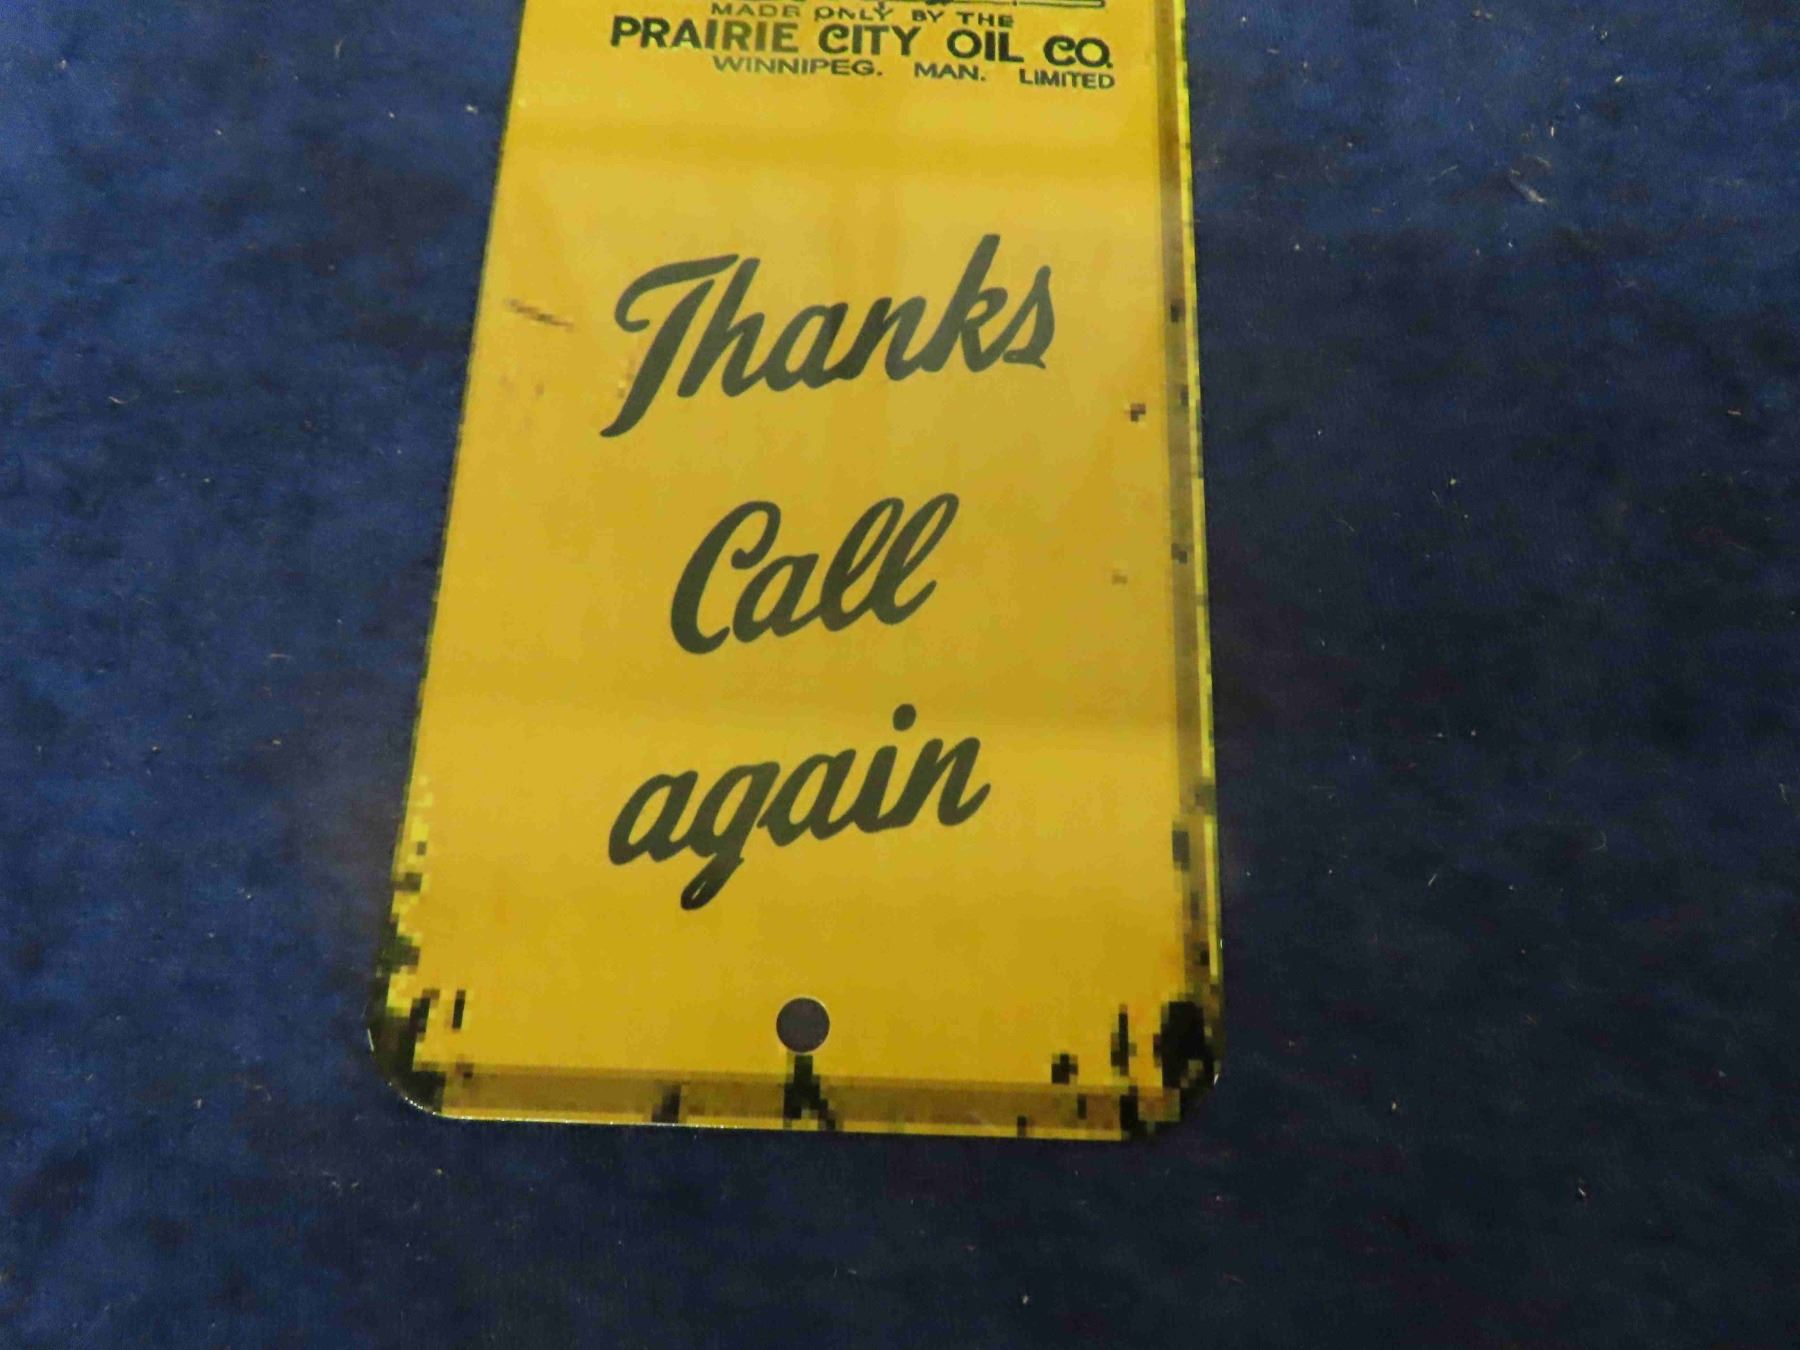 MADE ONLY BY THE
PRAIRIE CITY OIL CO.
WINNIPEG. MAN. LIMITED
Thanks
Call
again